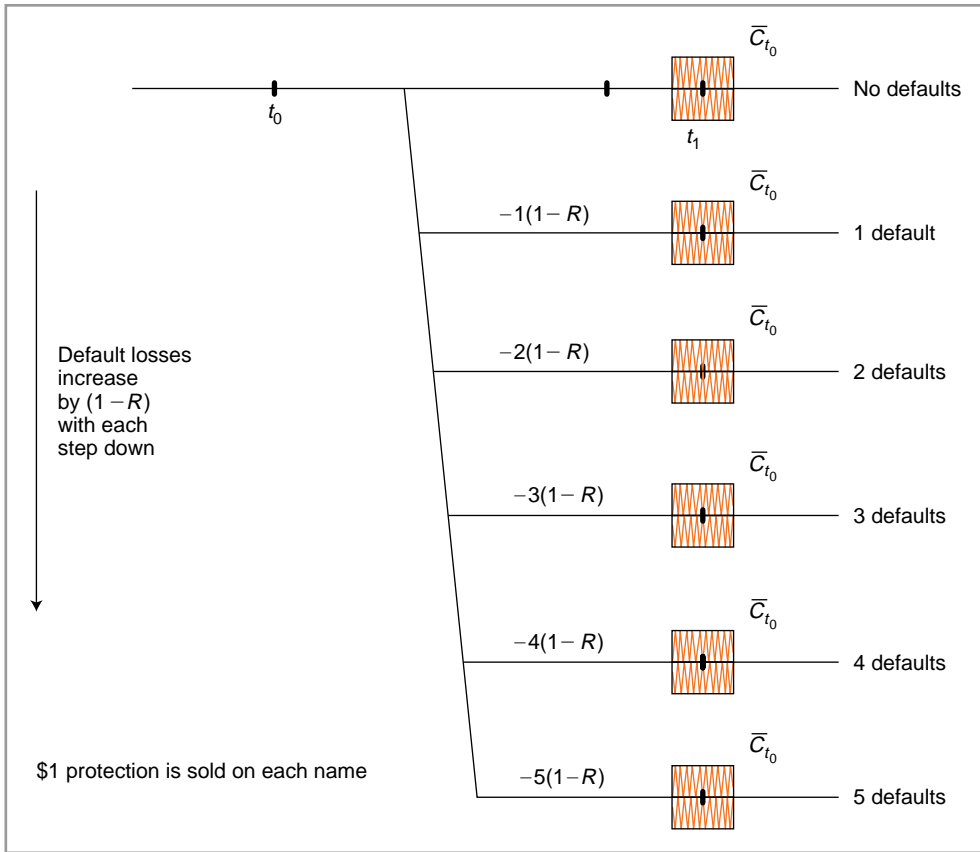 C̅t₀
No defaults
t₀
t₁
C̅t₀
−1(1−R)
1 default
C̅t₀
−2(1−R)
2 defaults
Default losses
increase
by (1−R)
with each
step down
C̅t₀
−3(1−R)
3 defaults
C̅t₀
−4(1−R)
4 defaults
C̅t₀
−5(1−R)
5 defaults
$1 protection is sold on each name